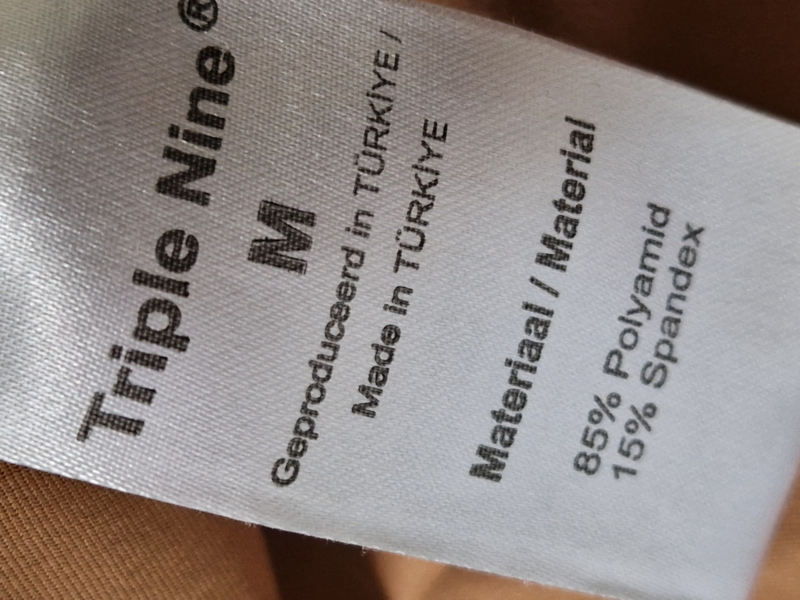 Triple Nine®
M
Geproduceerd in TÜRKİYE /
Made in TÜRKİYE
Materiaal / Material
85% Polyamid
15% Spandex